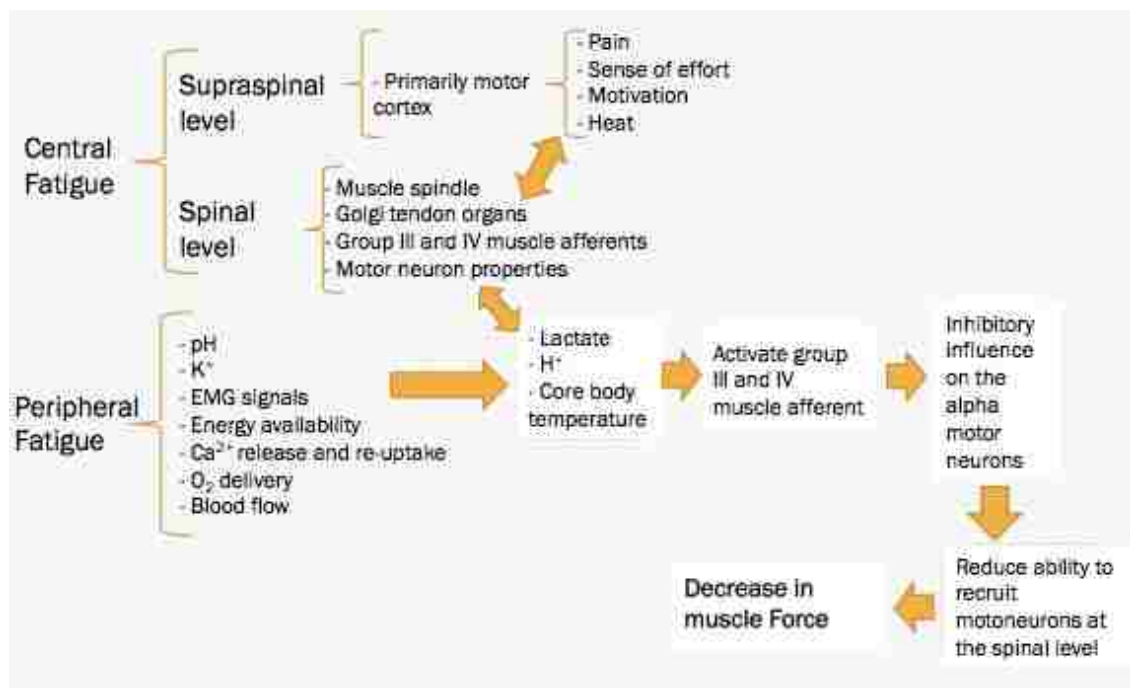 Central
Fatigue
Supraspinal
level
- Primarily motor
cortex
- Pain
- Sense of effort
- Motivation
- Heat
Spinal
level
- Muscle spindle
- Golgi tendon organs
- Group III and IV muscle afferents
- Motor neuron properties
Peripheral
Fatigue
- pH
- K⁺
- EMG signals
- Energy availability
- Ca²⁺ release and re-uptake
- O₂ delivery
- Blood flow
- Lactate
- H⁺
- Core body
temperature
Activate group
III and IV
muscle afferent
Inhibitory
influence
on the
alpha
motor
neurons
Reduce ability to
recruit
motoneurons at
the spinal level
Decrease in
muscle Force